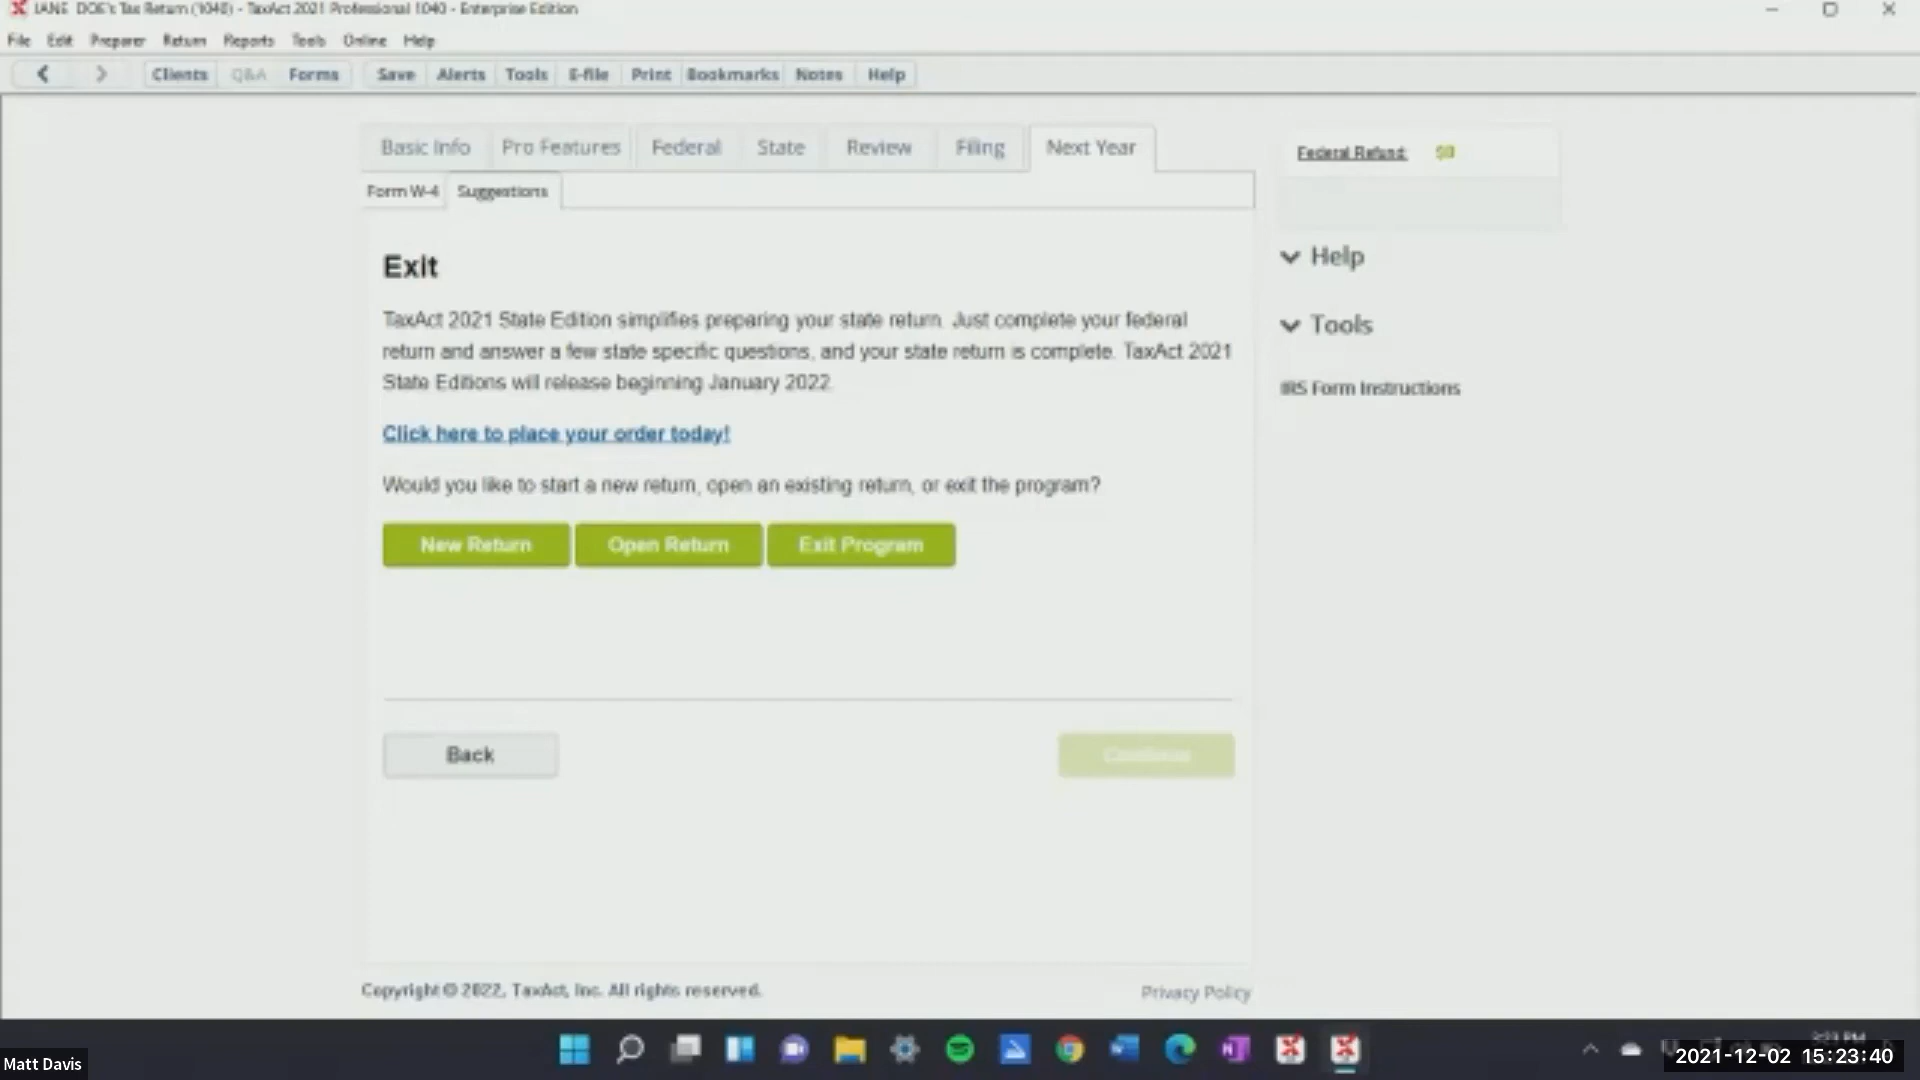 JANE DOE's Tax Return (1040) - TaxAct 2021 Professional 1040 - Enterprise Edition
File Edit Preparer Return Reports Tools Online Help
Clients Q&A Forms Save Alerts Tools E-file Print Bookmarks Notes Help
Basic Info Pro Features Federal State Review Filing Next Year
Federal Refund: $0
Form W-4 Suggestions
Help
Exit
TaxAct 2021 State Edition simplifies preparing your state return. Just complete your federal
return and answer a few state specific questions, and your state return is complete. TaxAct 2021
State Editions will release beginning January 2022.
Tools
IRS Form Instructions
Click here to place your order today!
Would you like to start a new return, open an existing return, or exit the program?
New Return Open Return Exit Program
Back Continue
Copyright © 2022, TaxAct, Inc. All rights reserved.
Privacy Policy
Matt Davis
2021-12-02 15:23:40